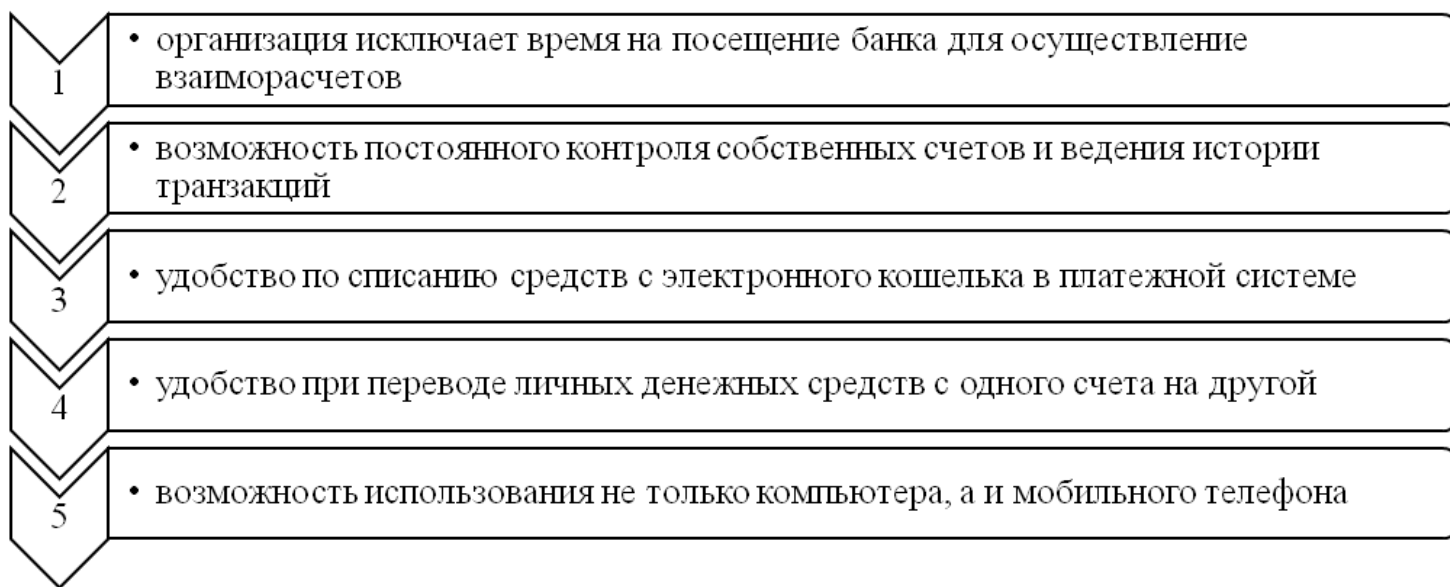 1
• организация исключает время на посещение банка для осуществление
взаиморасчетов
2
• возможность постоянного контроля собственных счетов и ведения истории
транзакций
3
• удобство по списанию средств с электронного кошелька в платежной системе
4
• удобство при переводе личных денежных средств с одного счета на другой
5
• возможность использования не только компьютера, а и мобильного телефона